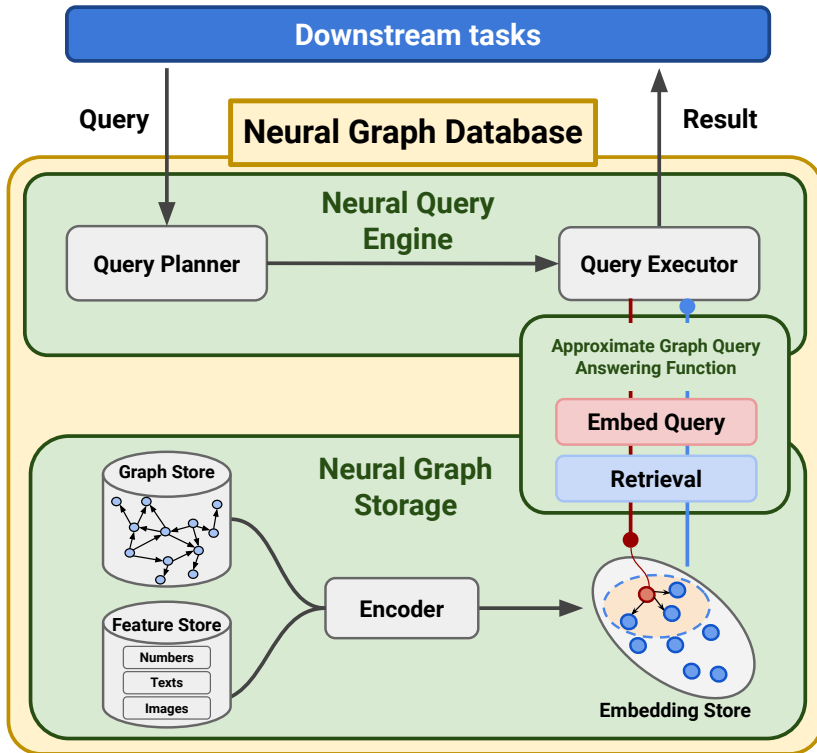 Downstream tasks
Query
Result
Neural Graph Database
Neural Query
Engine
Query Planner
Query Executor
Approximate Graph Query
Answering Function
Embed Query
Retrieval
Neural Graph
Storage
Graph Store
Encoder
Feature Store
Numbers
Texts
Images
Embedding Store